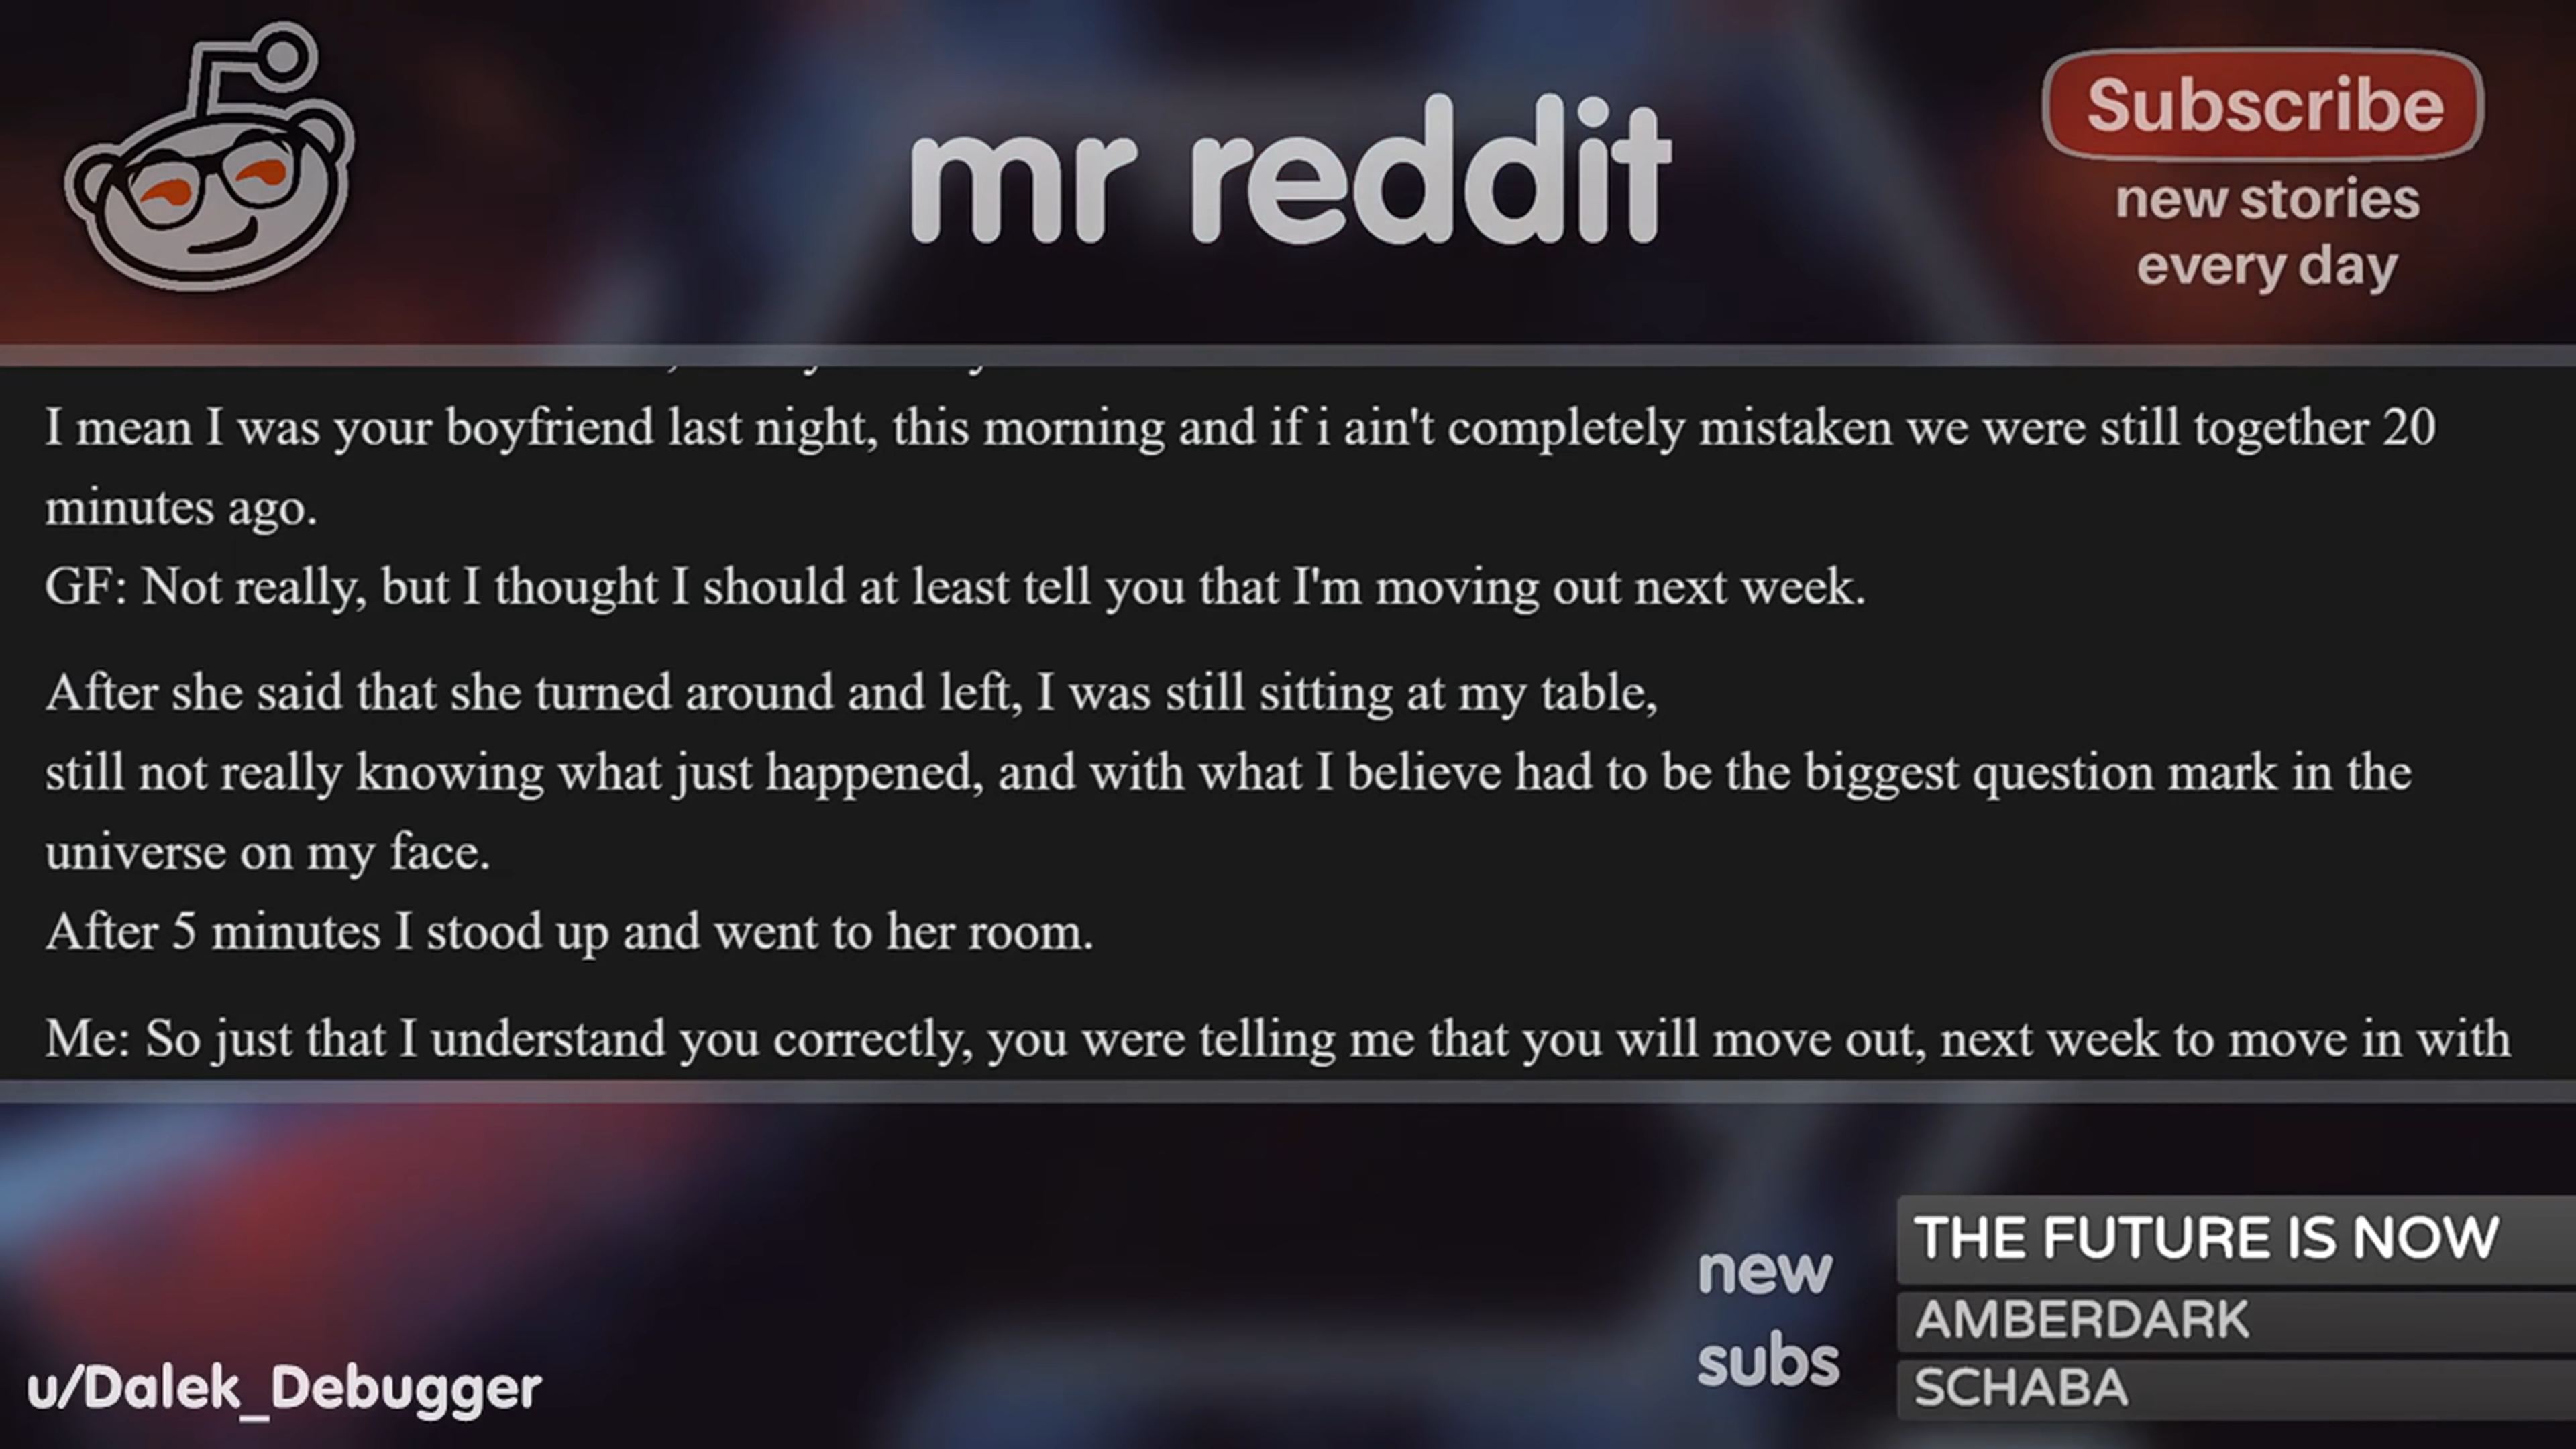 mr reddit
Subscribe
new stories
every day
I mean I was your boyfriend last night, this morning and if i ain't completely mistaken we were still together 20
minutes ago.
GF: Not really, but I thought I should at least tell you that I'm moving out next week.
After she said that she turned around and left, I was still sitting at my table,
still not really knowing what just happened, and with what I believe had to be the biggest question mark in the
universe on my face.
After 5 minutes I stood up and went to her room.
Me: So just that I understand you correctly, you were telling me that you will move out, next week to move in with
new
subs
THE FUTURE IS NOW
AMBERDARK
SCHABA
u/Dalek_Debugger